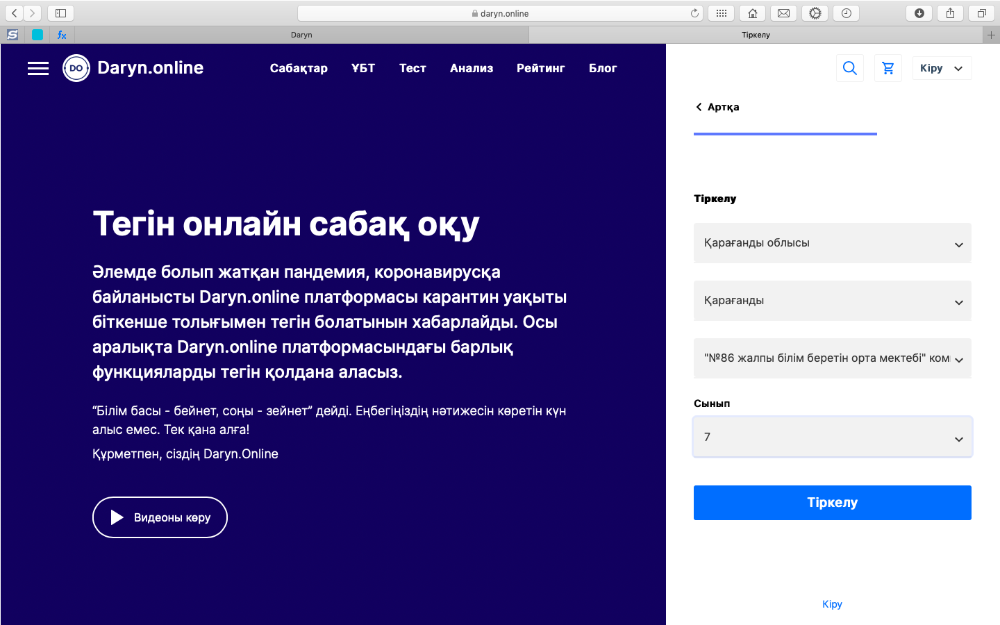 daryn.online
Daryn
Тіркелу
DO Daryn.online
Сабақтар ҰБТ Тест Анализ Рейтинг Блог
Кіру
Артқа
Тегін онлайн сабақ оқу
Әлемде болып жатқан пандемия, коронавирусқа
байланысты Daryn.online платформасы карантин уақыты
біткенше толығымен тегін болатынын хабарлайды. Осы
аралықта Daryn.online платформасындағы барлық
функцияларды тегін қолдана аласыз.
“Білім басы - бейнет, соңы - зейнет” дейді. Еңбегіңіздің нәтижесін көретін күн
алыс емес. Тек қана алға!
Құрметпен, сіздің Daryn.Online
Видеоны көру
Тіркелу
Қарағанды облысы
Қарағанды
"№86 жалпы білім беретін орта мектебі" ком
Сынып
7
Тіркелу
Кіру